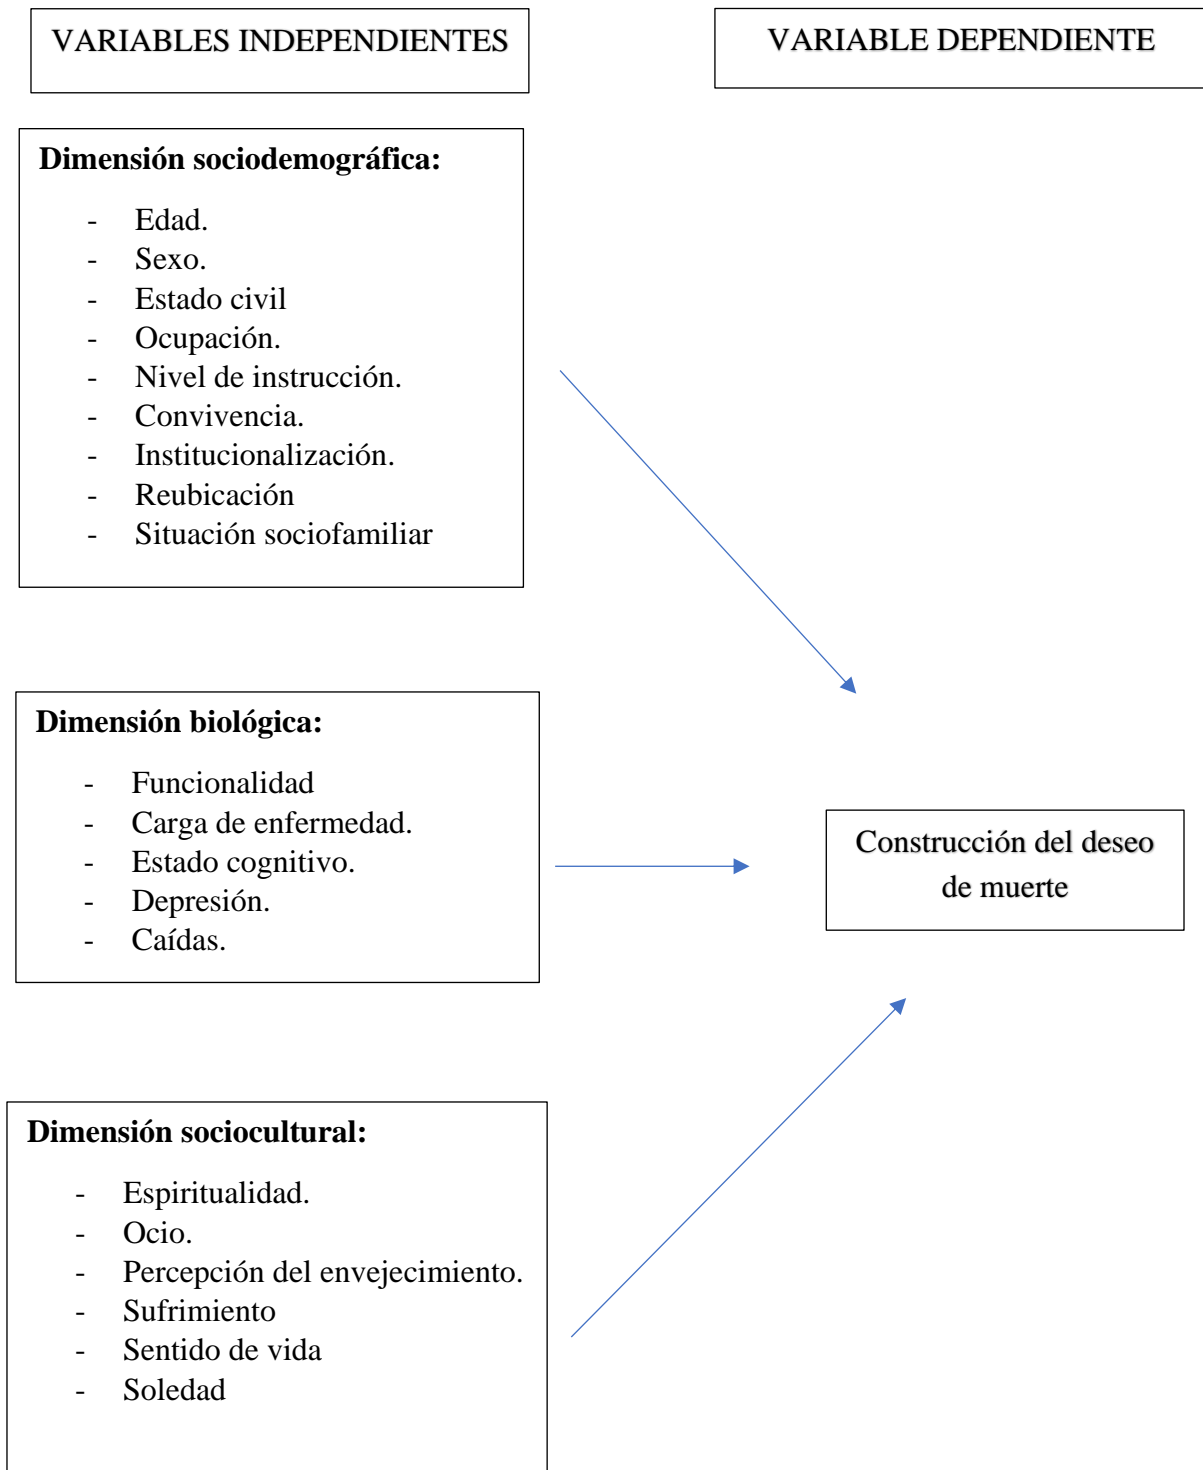 VARIABLES INDEPENDIENTES
VARIABLE DEPENDIENTE
Dimensión sociodemográfica:
- Edad.
- Sexo.
- Estado civil
- Ocupación.
- Nivel de instrucción.
- Convivencia.
- Institucionalización.
- Reubicación
- Situación sociofamiliar
Dimensión biológica:
- Funcionalidad
- Carga de enfermedad.
- Estado cognitivo.
- Depresión.
- Caídas.
Construcción del deseo
de muerte
Dimensión sociocultural:
- Espiritualidad.
- Ocio.
- Percepción del envejecimiento.
- Sufrimiento
- Sentido de vida
- Soledad